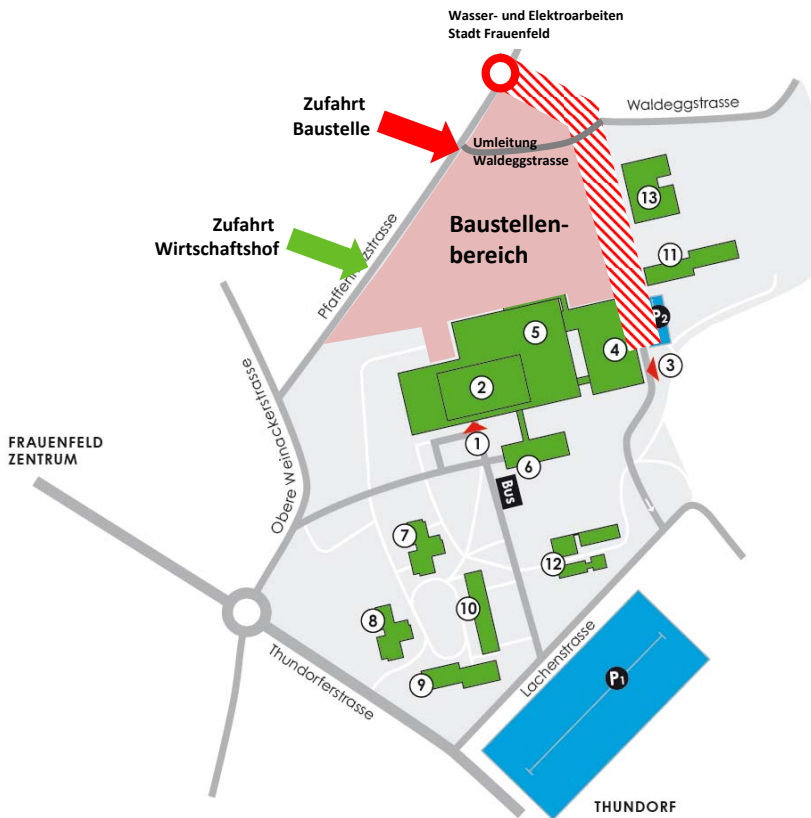 Wasser- und Elektroarbeiten
Stadt Frauenfeld
Zufahrt
Baustelle
Waldeggstrasse
Umleitung
Waldeggstrasse
13
Zufahrt
Wirtschaftshof
Baustellen-
bereich
11
P2
5
4
3
2
1
6
Bus
Obere Weinackerstrasse
FRAUENFELD
ZENTRUM
7
12
10
8
9
Thundorferstrasse
Lachenstrasse
P1
THUNDORF